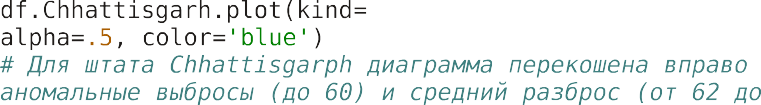 df.Chhattisgarh.plot(kind=
alpha=.5, color='blue')
# Для штата Chhattisgarph диаграмма перекошена вправо
аномальные выбросы (до 60) и средний разброс (от 62 до